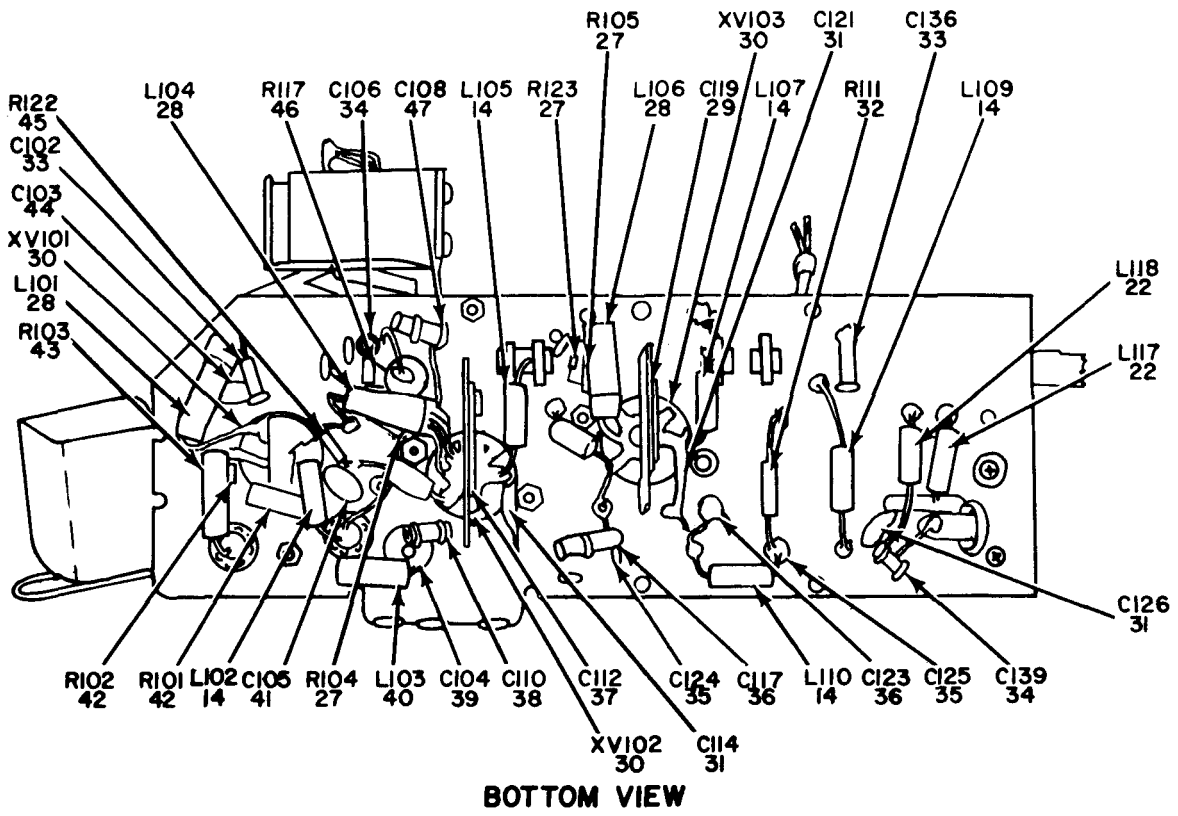 R105
27
XV103
30
C121
31
C136
33
R122
45
L104
28
R117
46
C106
34
C108
47
L105
14
R123
27
L106
28
C119
29
L107
14
R111
32
L109
14
C102
33
C103
44
XV101
30
L101
28
R103
43
L118
22
L117
22
C126
31
R102
42
R101
42
L102
14
C105
41
R104
27
L103
40
C104
39
C110
38
C112
37
C124
35
C117
36
L110
14
C123
36
C125
35
C139
34
XV102
30
C114
31
BOTTOM VIEW